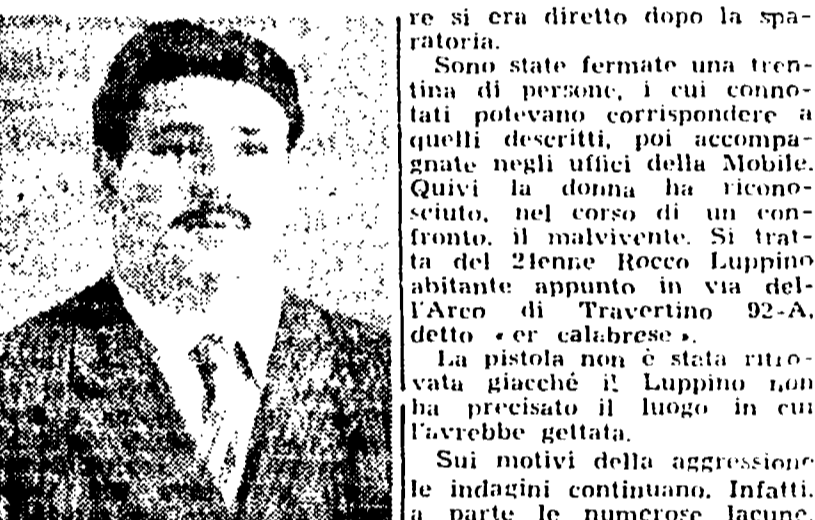 re si era diretto dopo la spa-
ratoria.
Sono state fermate una tren-
tina di persone, i cui conno-
tati potevano corrispondere a
quelli descritti, poi accompa-
gnate negli uffici della Mobile.
Quivi la donna ha ricono-
sciuto, nel corso di un con-
fronto, il malvivente. Si trat-
ta del 21enne Rocco Luppino
abitante appunto in via del-
l'Arco di Travertino 92-A,
detto « er calabrese ».
La pistola non è stata ritro-
vata giacché il Luppino non
ha precisato il luogo in cui
l'avrebbe gettata.
Sui motivi della aggressione
le indagini continuano. Infatti,
a parte le numerose lacune,